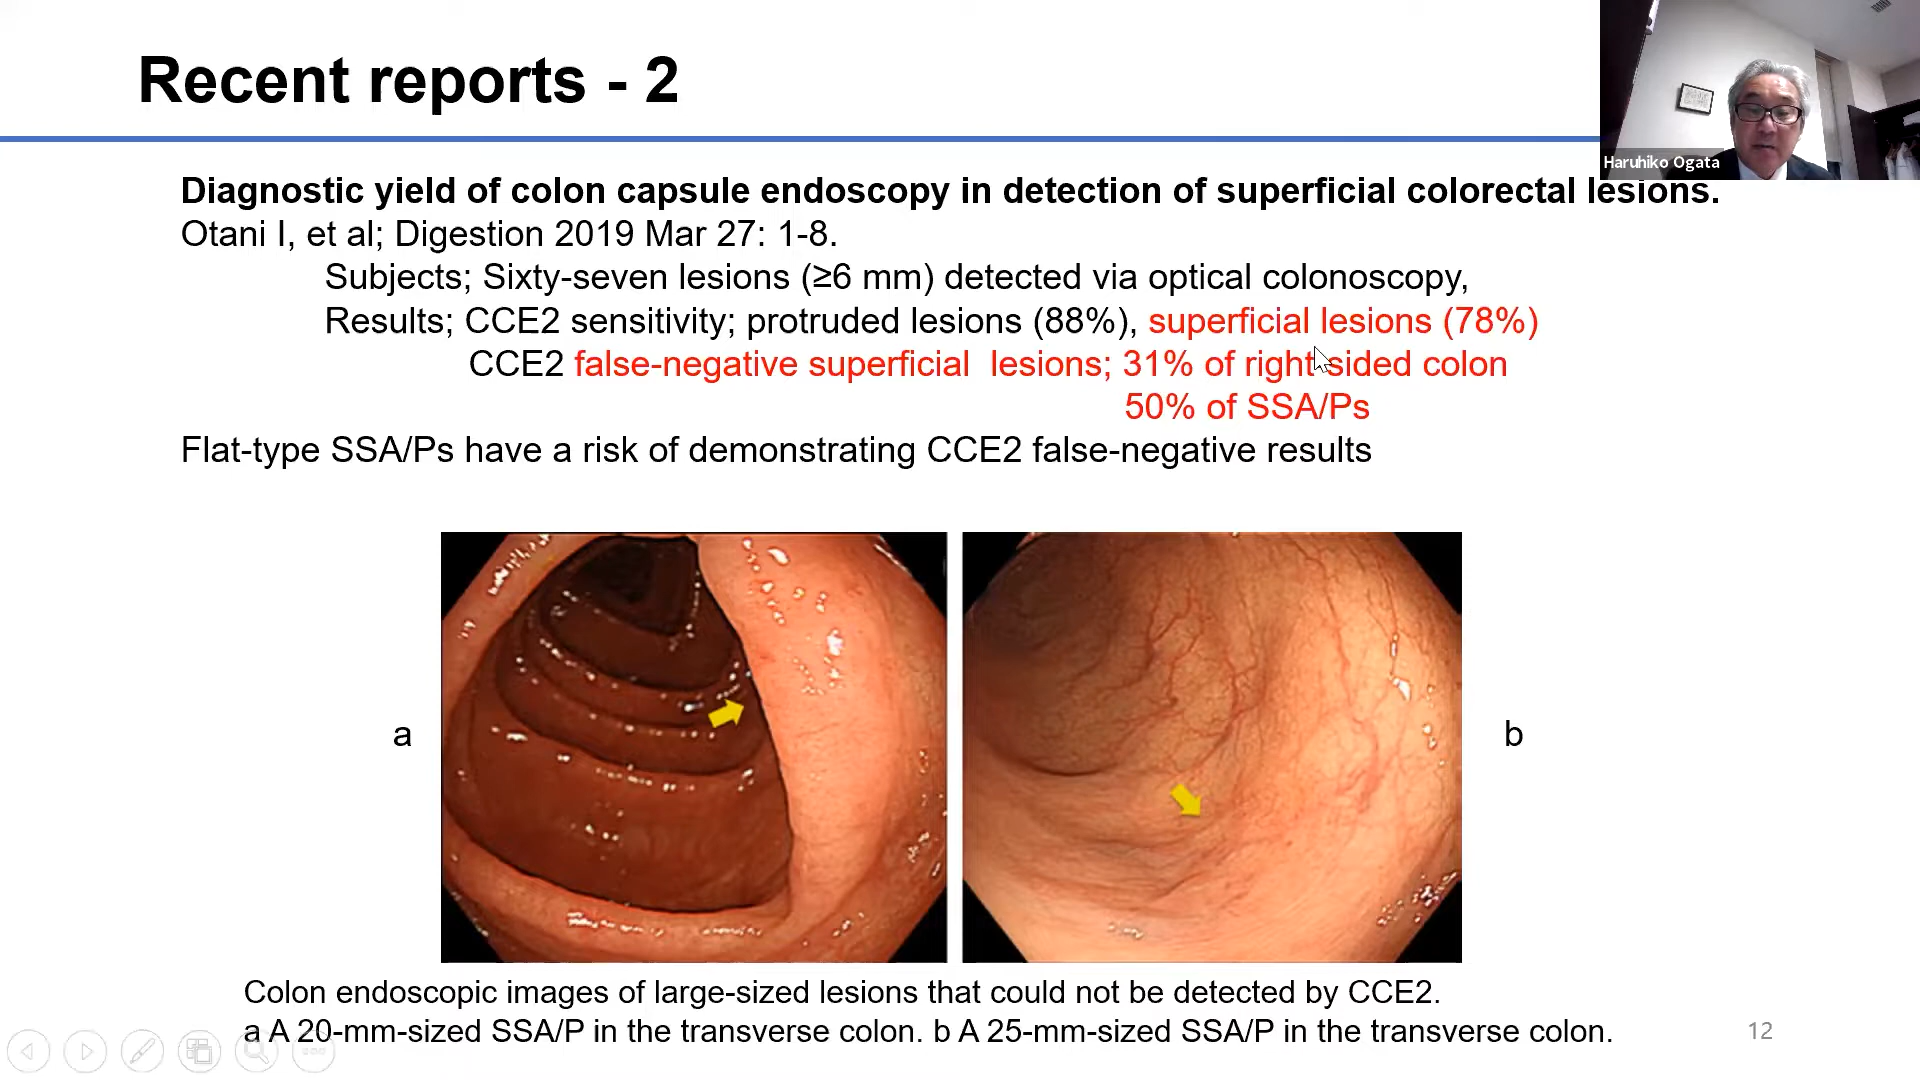 Recent reports - 2
Haruhiko Ogata
Diagnostic yield of colon capsule endoscopy in detection of superficial colorectal lesions.
Otani I, et al; Digestion 2019 Mar 27: 1-8.
Subjects; Sixty-seven lesions (≥6 mm) detected via optical colonoscopy,
Results; CCE2 sensitivity; protruded lesions (88%), superficial lesions (78%)
CCE2 false-negative superficial lesions; 31% of right sided colon
50% of SSA/Ps
Flat-type SSA/Ps have a risk of demonstrating CCE2 false-negative results
a
b
Colon endoscopic images of large-sized lesions that could not be detected by CCE2.
a A 20-mm-sized SSA/P in the transverse colon. b A 25-mm-sized SSA/P in the transverse colon.
12